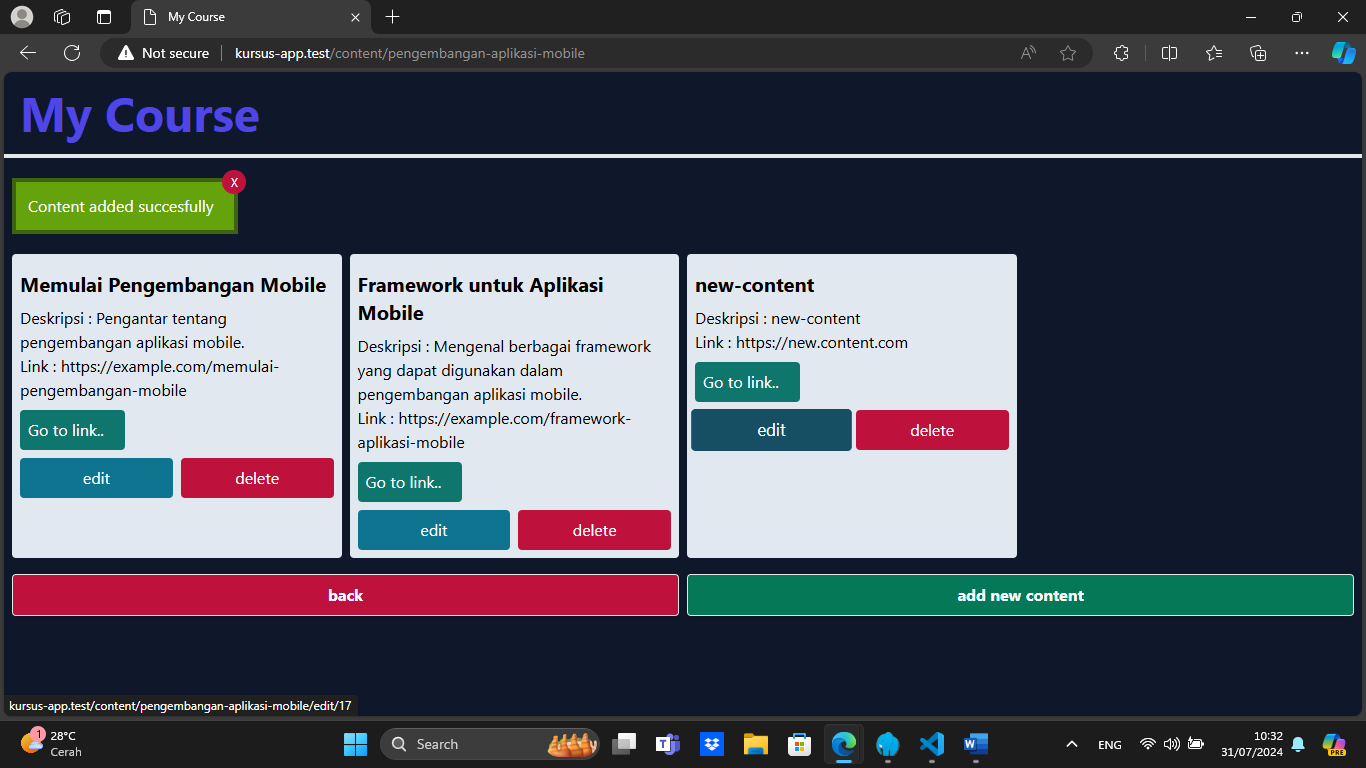 My Course
Not secure
kursus-app.test/content/pengembangan-aplikasi-mobile
My Course
X
Content added succesfully
Memulai Pengembangan Mobile
Deskripsi : Pengantar tentang
pengembangan aplikasi mobile.
Link : https://example.com/memulai-
pengembangan-mobile
Go to link..
edit
delete
Framework untuk Aplikasi
Mobile
Deskripsi : Mengenal berbagai framework
yang dapat digunakan dalam
pengembangan aplikasi mobile.
Link : https://example.com/framework-
aplikasi-mobile
Go to link..
edit
delete
new-content
Deskripsi : new-content
Link : https://new.content.com
Go to link..
edit
delete
back
add new content
kursus-app.test/content/pengembangan-aplikasi-mobile/edit/17
1
28°C
Cerah
Search
ENG
10:32
31/07/2024
PRE